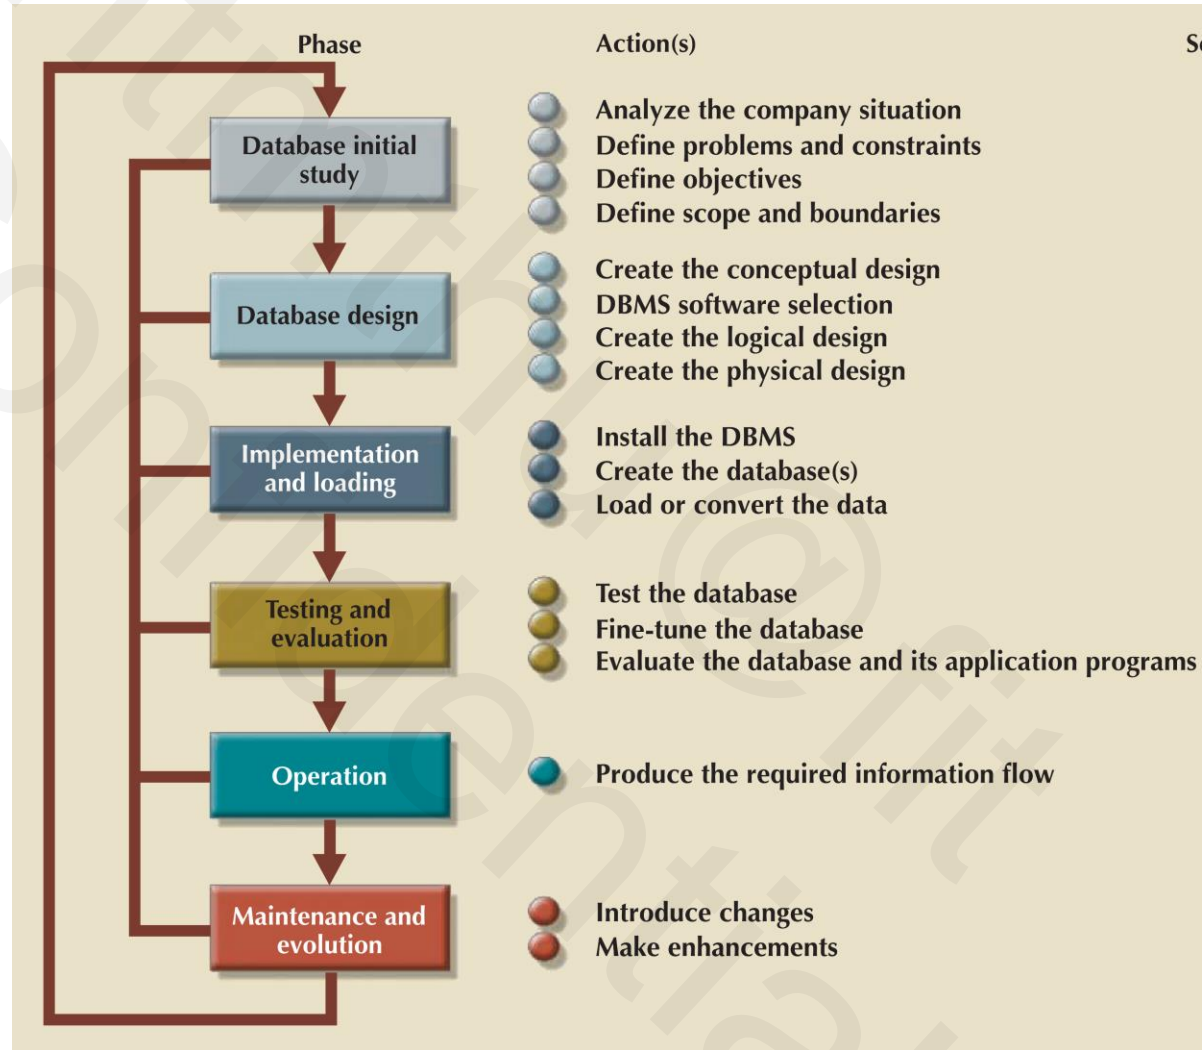 Phase Action(s)
Database initial
study
Analyze the company situation
Define problems and constraints
Define objectives
Define scope and boundaries
Database design
Create the conceptual design
DBMS software selection
Create the logical design
Create the physical design
Implementation
and loading
Install the DBMS
Create the database(s)
Load or convert the data
Testing and
evaluation
Test the database
Fine-tune the database
Evaluate the database and its application programs
Operation
Produce the required information flow
Maintenance and
evolution
Introduce changes
Make enhancements